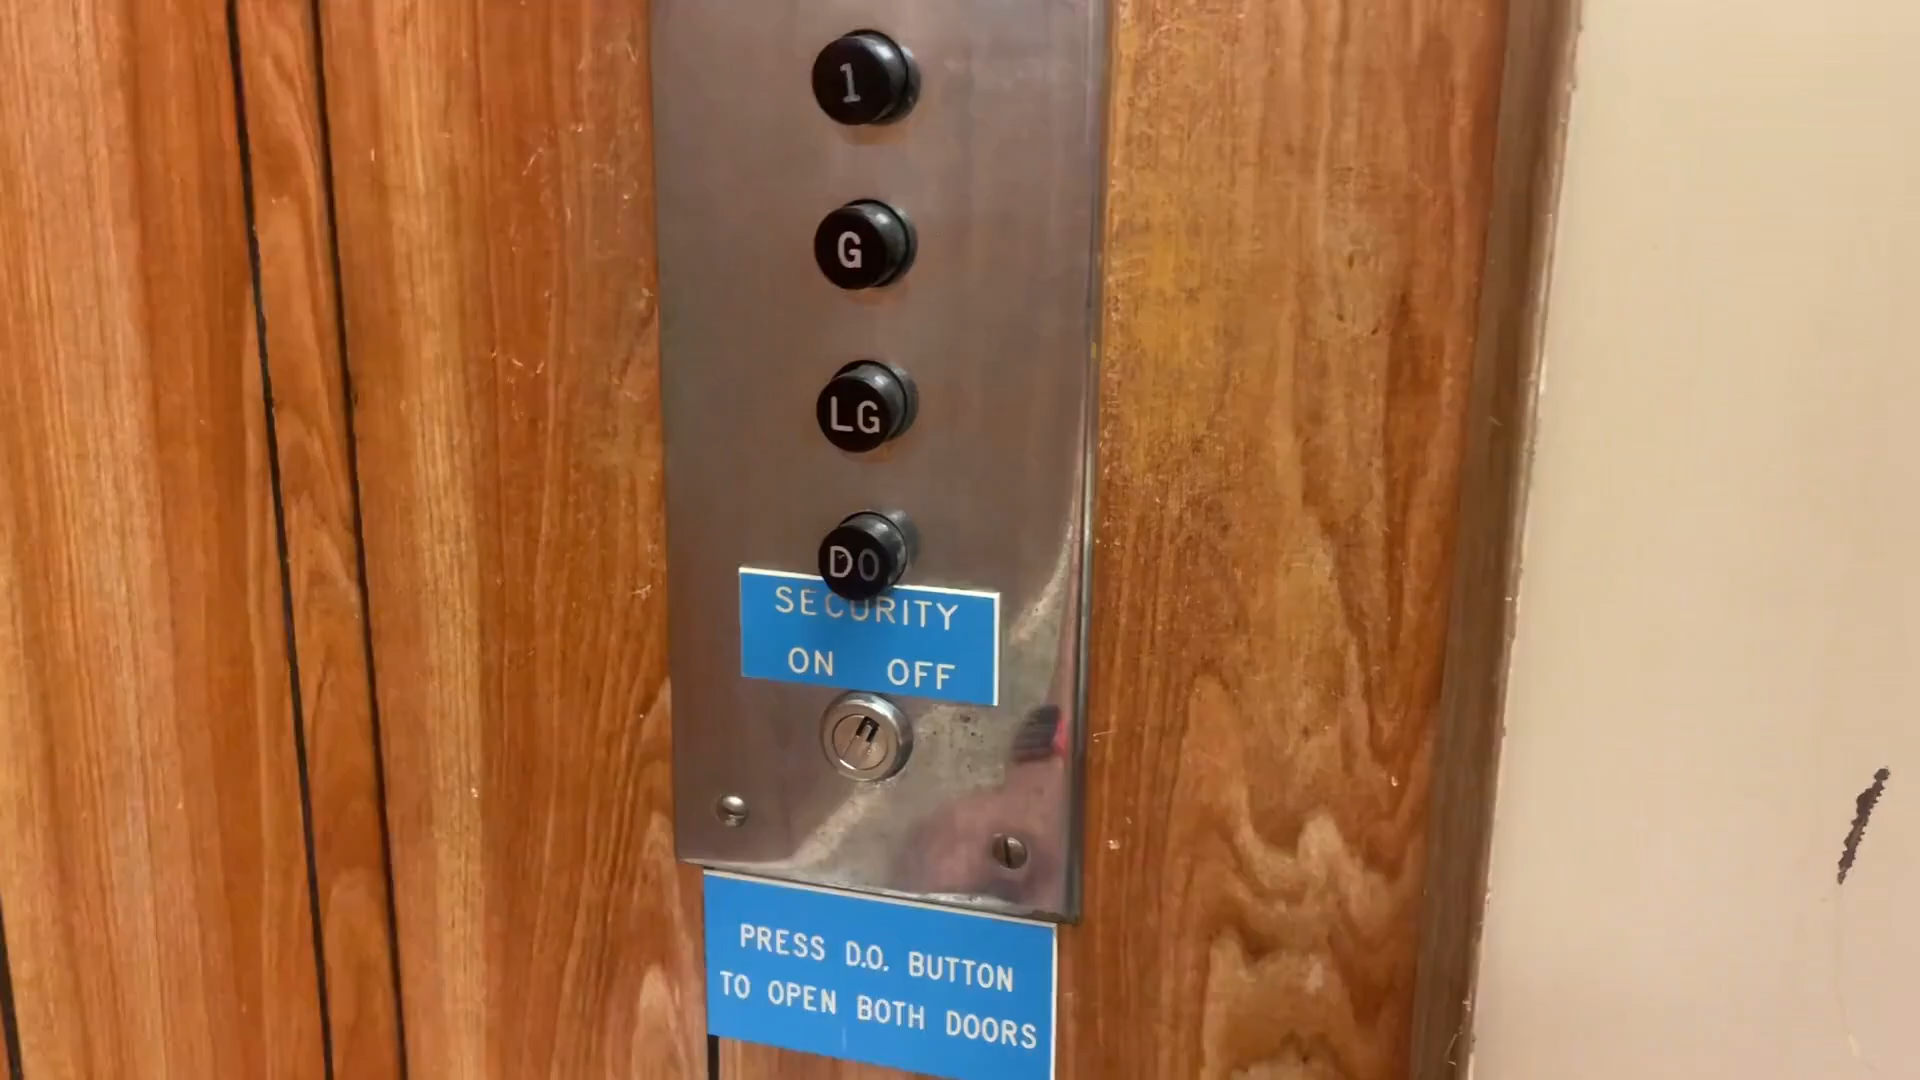 1
G
LG
DO
SECURITY
ON OFF
PRESS D.O. BUTTON
TO OPEN BOTH DOORS